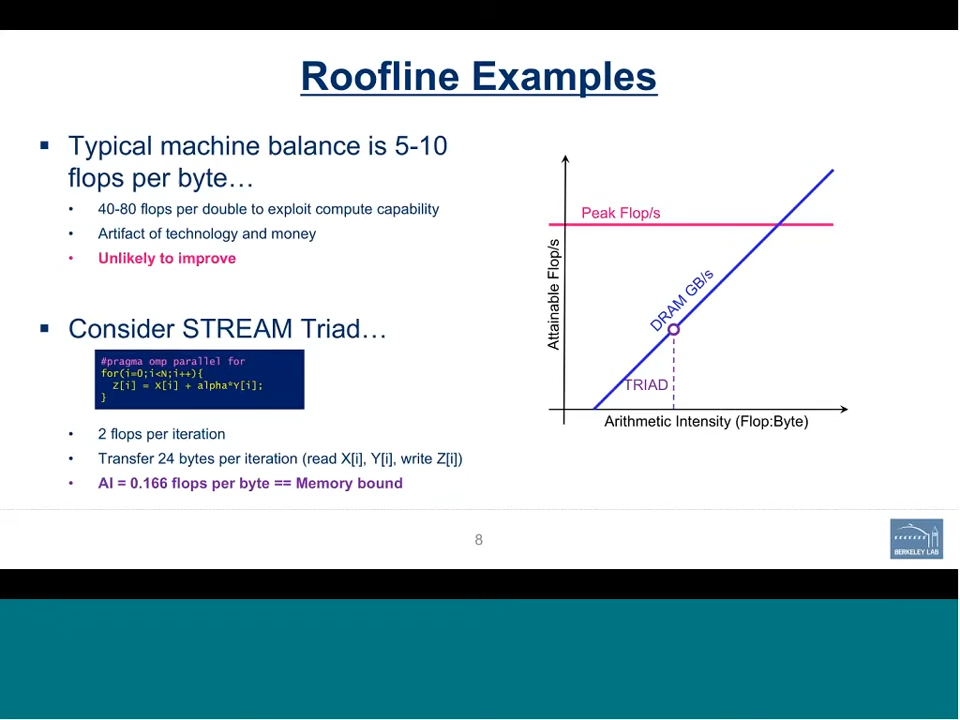 Roofline Examples
Typical machine balance is 5-10
flops per byte…
40-80 flops per double to exploit compute capability
Artifact of technology and money
Unlikely to improve
Consider STREAM Triad…
#pragma omp parallel for
for(i=0;i<N;i++){
Z[i] = X[i] + alpha*Y[i];
}
2 flops per iteration
Transfer 24 bytes per iteration (read X[i], Y[i], write Z[i])
AI = 0.166 flops per byte == Memory bound
Peak Flop/s
Attainable Flop/s
DRAM GB/s
TRIAD
Arithmetic Intensity (Flop:Byte)
8
BERKELEY LAB